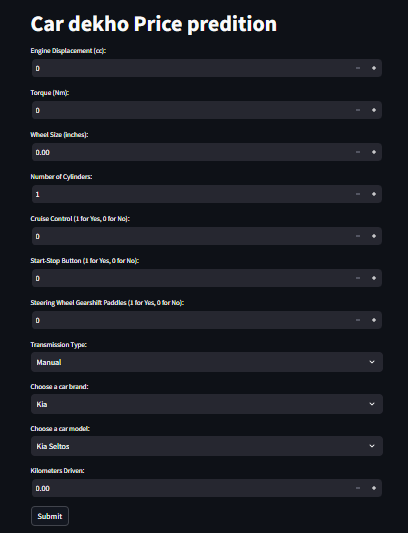 Car dekho Price predition
Engine Displacement (cc):
0
Torque (Nm):
0
Wheel Size (inches):
0.00
Number of Cylinders:
1
Cruise Control (1 for Yes, 0 for No):
0
Start-Stop Button (1 for Yes, 0 for No):
0
Steering Wheel Gearshift Paddles (1 for Yes, 0 for No):
0
Transmission Type:
Manual
Choose a car brand:
Kia
Choose a car model:
Kia Seltos
Kilometers Driven:
0.00
Submit